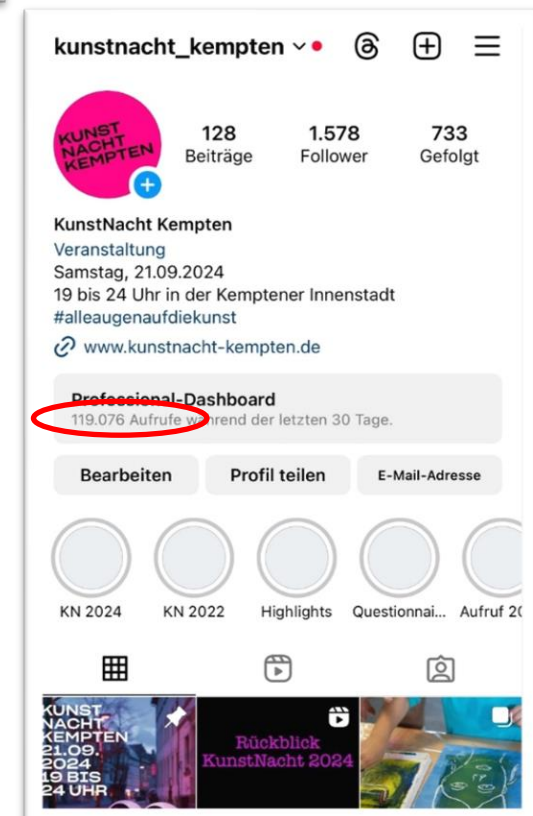 kunstnacht_kempten
KUNST
NACHT
KEMPTEN
128 1.578 733
Beiträge Follower Gefolgt
KunstNacht Kempten
Veranstaltung
Samstag, 21.09.2024
19 bis 24 Uhr in der Kemptener Innenstadt
#alleaugenaufdiekunst
www.kunstnacht-kempten.de
Professional-Dashboard
119.076 Aufrufe während der letzten 30 Tage.
Bearbeiten Profil teilen E-Mail-Adresse
KN 2024 KN 2022 Highlights Questionnai... Aufruf 20
KUNST
NACHT
KEMPTEN
21.09.
2024
19 BIS
24 UHR
Rückblick
KunstNacht 2024